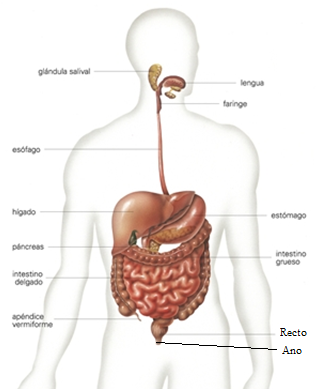 glándula salival
lengua
faringe
esófago
hígado
estómago
páncreas
intestino
grueso
intestino
delgado
apéndice
vermiforme
Recto
Ano